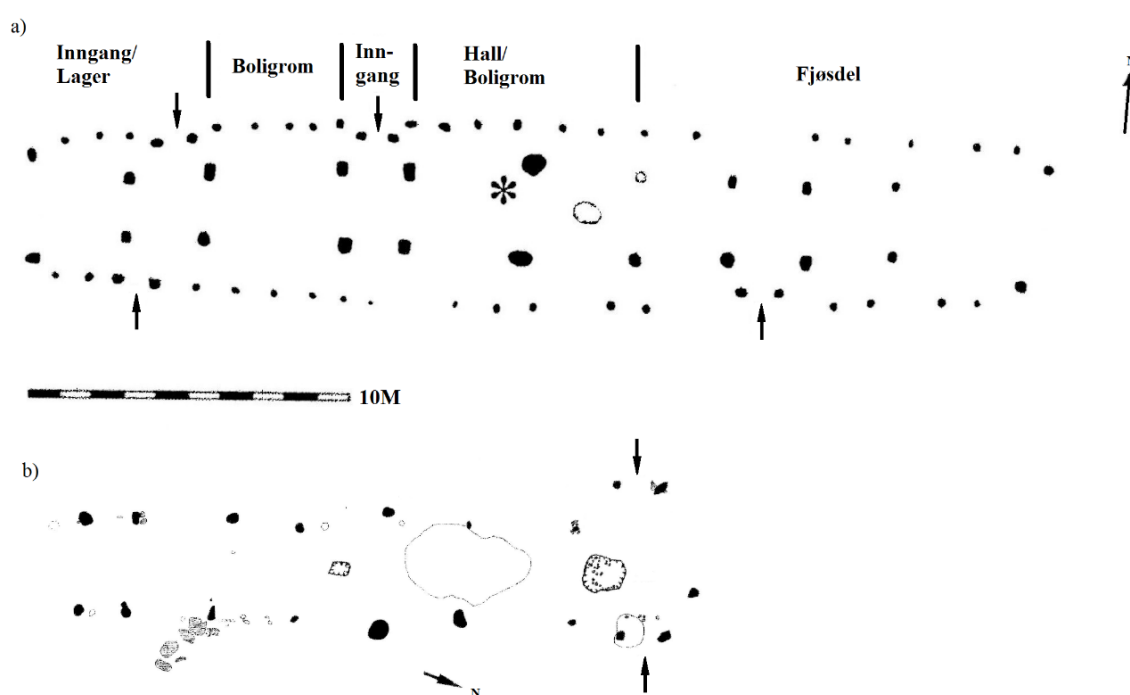 a)
Inngang/
Lager
Boligrom
Inn-
gang
Hall/
Boligrom
Fjøsdel
N
10M
b)
N